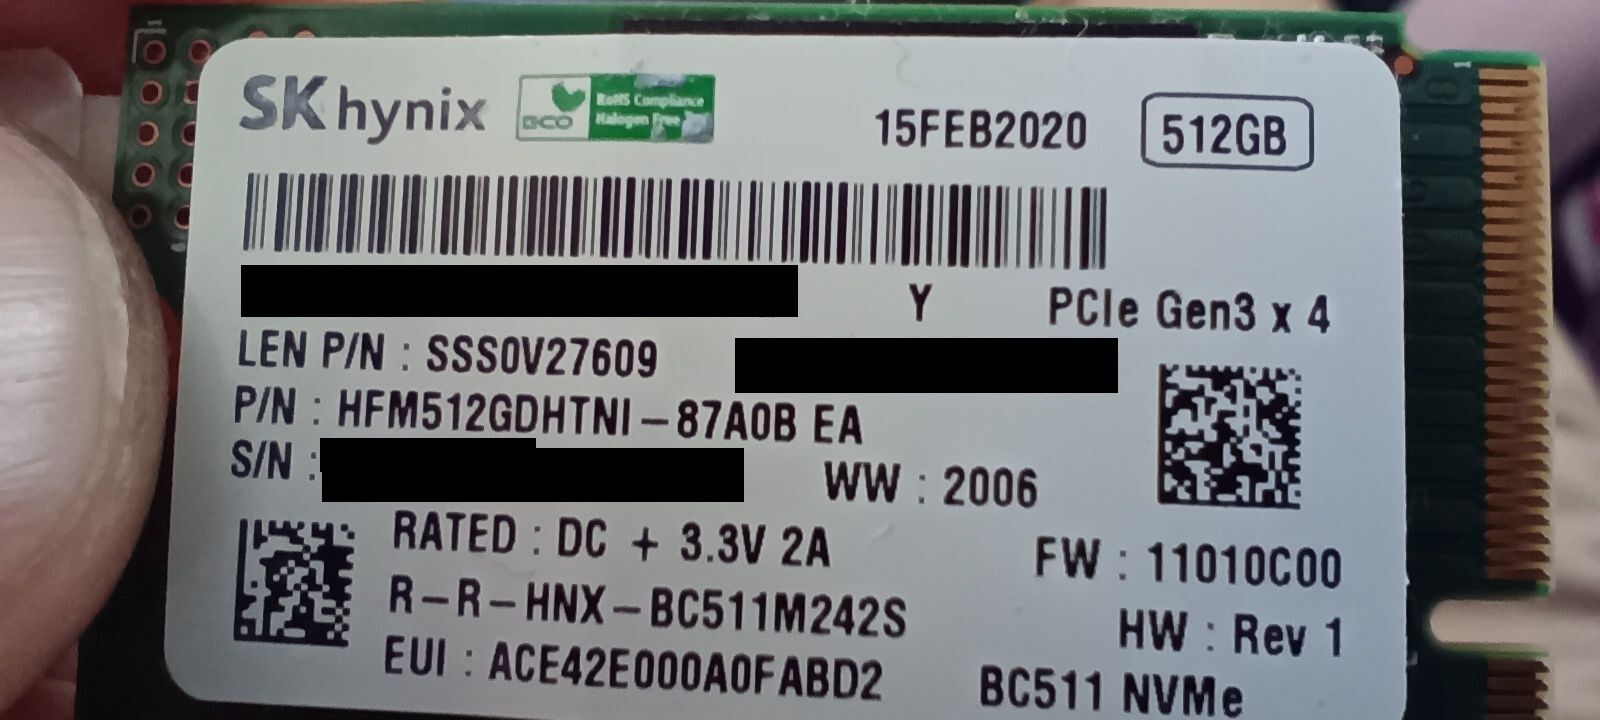 SK hynix
eco RoHS Compliance
Halogen Free
15FEB2020 512GB
Y PCIe Gen3 x 4
LEN P/N : SSS0V27609
P/N : HFM512GDHTNI-87A0B EA
S/N :
WW : 2006
RATED : DC + 3.3V 2A
FW : 11010C00
R-R-HNX-BC511M242S
HW : Rev 1
EUI : ACE42E000A0FABD2
BC511 NVMe